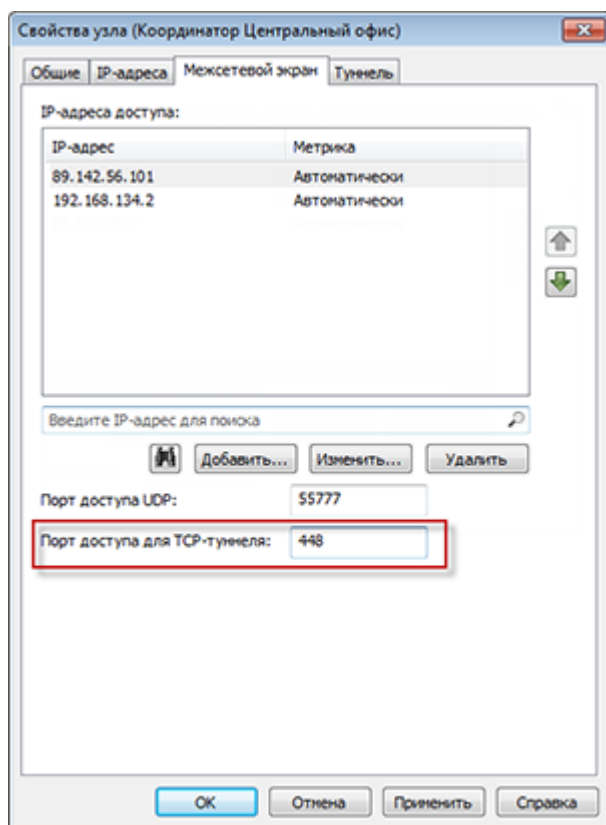 Свойства узла (Координатор Центральный офис)
Общие IP-адреса Межсетевой экран Туннель
IP-адреса доступа:
IP-адрес Метрика
89.142.56.101 Автоматически
192.168.134.2 Автоматически
Введите IP-адрес для поиска
Добавить... Изменить... Удалить
Порт доступа UDP: 55777
Порт доступа для TCP-туннеля: 448
ОК Отмена Применить Справка